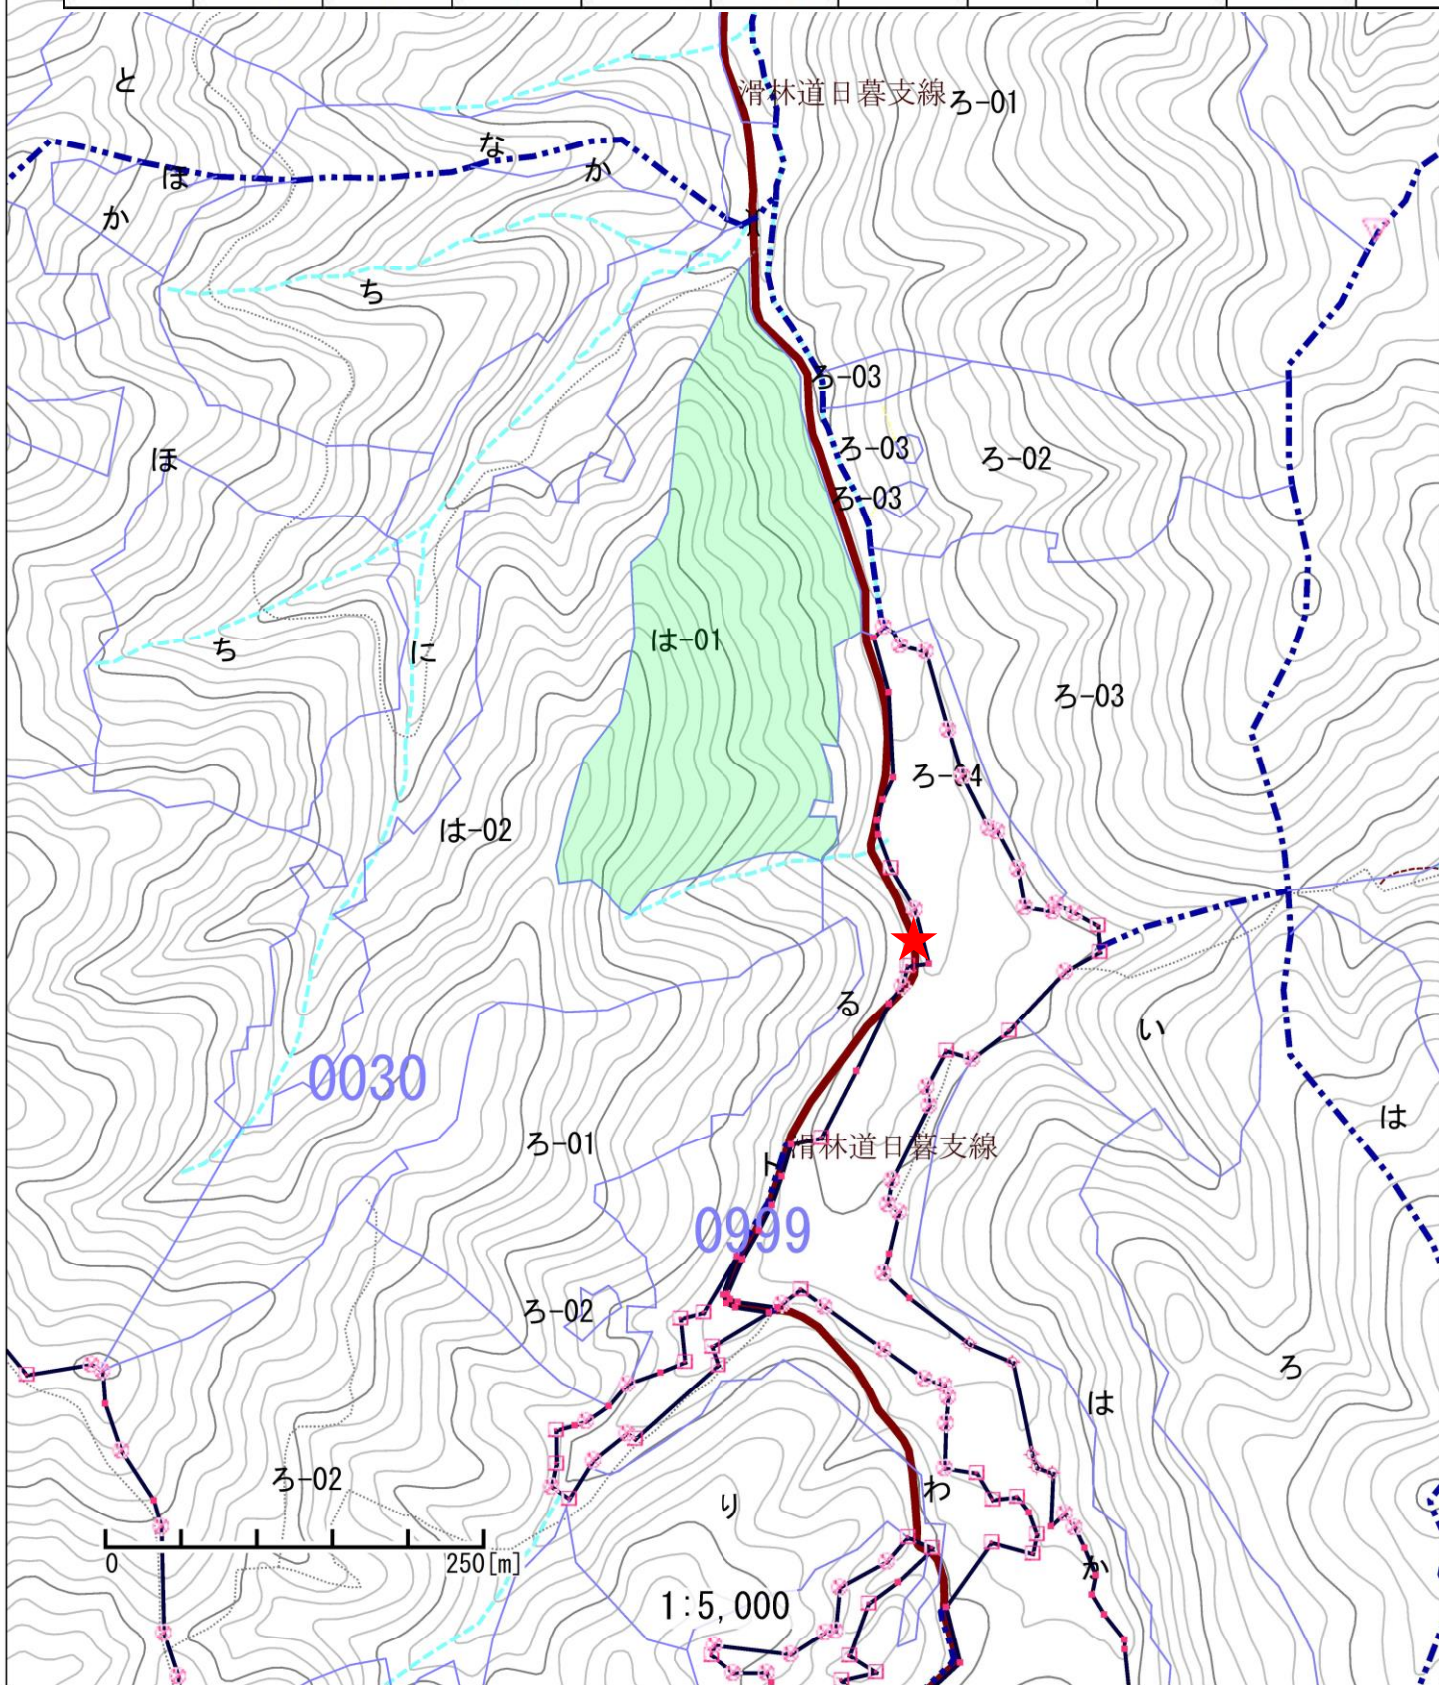 と
滑林道日暮支線
ろ-01
な
か
ほ
か
ち
ろ-03
ろ-03
ろ-02
ほ
ろ-03
は-01
ち
に
ろ-03
ろ-04
は-02
る
い
0030
は
ろ-01
滑林道日暮支線
ト
0999
ろ-02
ろ
は
ろ-02
り
わ
0
250[m]
か
1:5,000